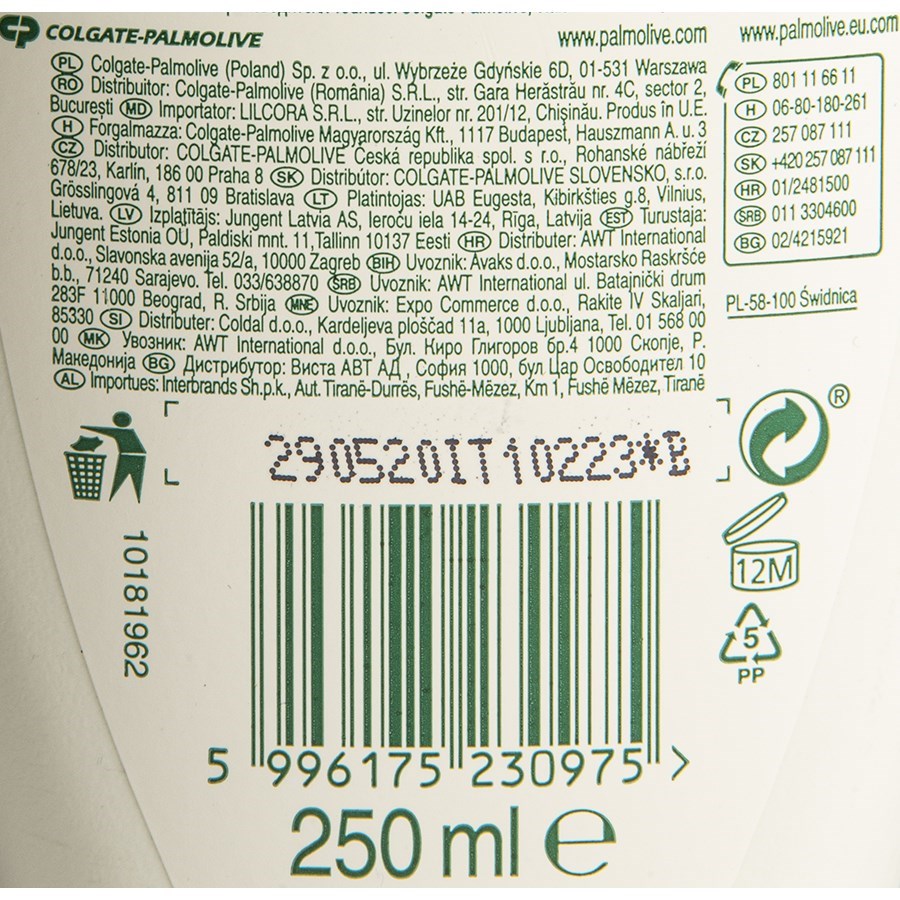 COLGATE-PALMOLIVE
www.palmolive.com
www.palmolive.eu.com
PL Colgate-Palmolive (Poland) Sp. z o.o., ul. Wybrzeże Gdyńskie 6D, 01-531 Warszawa
RO Distribuitor: Colgate-Palmolive (România) S.R.L., str. Gara Herăstrău nr. 4C, sector 2,
București MD Importator: LILCORA S.R.L., str. Uzinelor nr. 201/12, Chișinău. Produs în U.E.
H Forgalmazza: Colgate-Palmolive Magyarország Kft., 1117 Budapest, Hauszmann A. u. 3
CZ Distributor: COLGATE-PALMOLIVE Česká republika spol. s r.o., Rohanské nábřeží
678/23, Karlin, 186 00 Praha 8 SK Distribútor: COLGATE-PALMOLIVE SLOVENSKO, s.r.o.
Grösslingová 4, 811 09 Bratislava LT Platintojas: UAB Eugesta, Kibirkšties g.8, Vilnius,
Lietuva. LV Izplatītājs: Jungent Latvia AS, Ieroču iela 14-24, Rīga, Latvija EST Turustaja:
Jungent Estonia OU, Paldiski mnt. 11,Tallinn 10137 Eesti HR Distributer: AWT International
d.o.o., Slavonska avenija 52/a, 10000 Zagreb BIH Uvoznik: Avaks d.o.o., Mostarsko Raskršće
b.b., 71240 Sarajevo. Tel. 033/638870 SRB Uvoznik: AWT International ul. Batajnički drum
283F 11000 Beograd, R. Srbija MNE Uvoznik: Expo Commerce d.o.o., Rakite IV Skaljari,
85330 SI Distributer: Coldal d.o.o., Kardeljeva ploščad 11a, 1000 Ljubljana, Tel. 01 568 00
00 MK Увозник: AWT International d.o.o., Бул. Киро Глигоров бр.4 1000 Скопје, Р.
Македонија BG Дистрибутор: Виста АВТ АД , София 1000, бул Цар Освободител 10
AL Importues: Interbrands Sh.p.k., Aut. Tiranë-Durrës, Fushë-Mëzez, Km 1, Fushë Mëzez, Tiranë
PL 801 11 66 11
H 06-80-180-261
CZ 257 087 111
SK +420 257 087 111
HR 01/2481500
SRB 011 3304600
BG 02/4215921
PL-58-100 Świdnica
®
290520IT10223*B
10181962
12M
5
PP
5 996175 230975 >
250 ml e